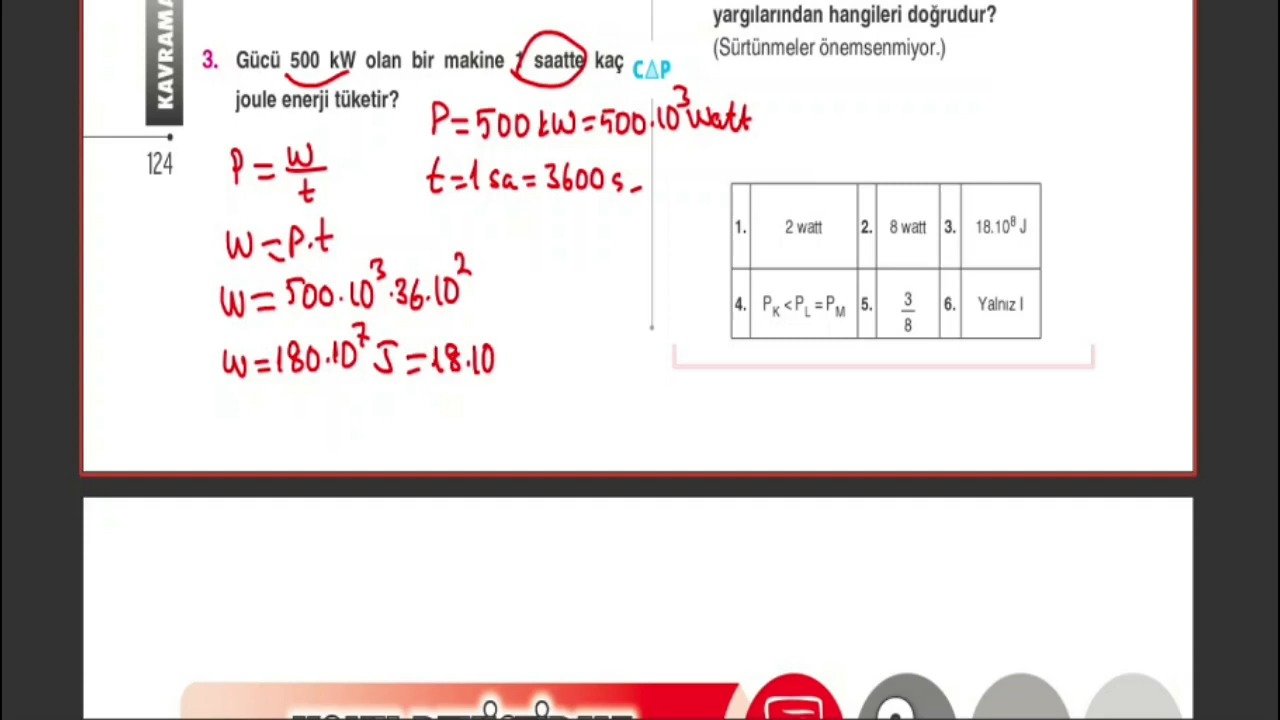 KAVRAMA
124
3. Gücü 500 kW olan bir makine 1 saatte kaç
joule enerji tüketir?
CAP
P = 500 kW = 500.10³ Watt
t = 1 sa = 3600 s
P = W/t
W = P.t
W = 500.10³.36.10²
W = 180.10⁷ J = 18.10
yargılarından hangileri doğrudur?
(Sürtünmeler önemsenmiyor.)
1. 2 watt 2. 8 watt 3. 18.10⁸ J
4. P_K < P_L = P_M 5. 3/8 6. Yalnız I